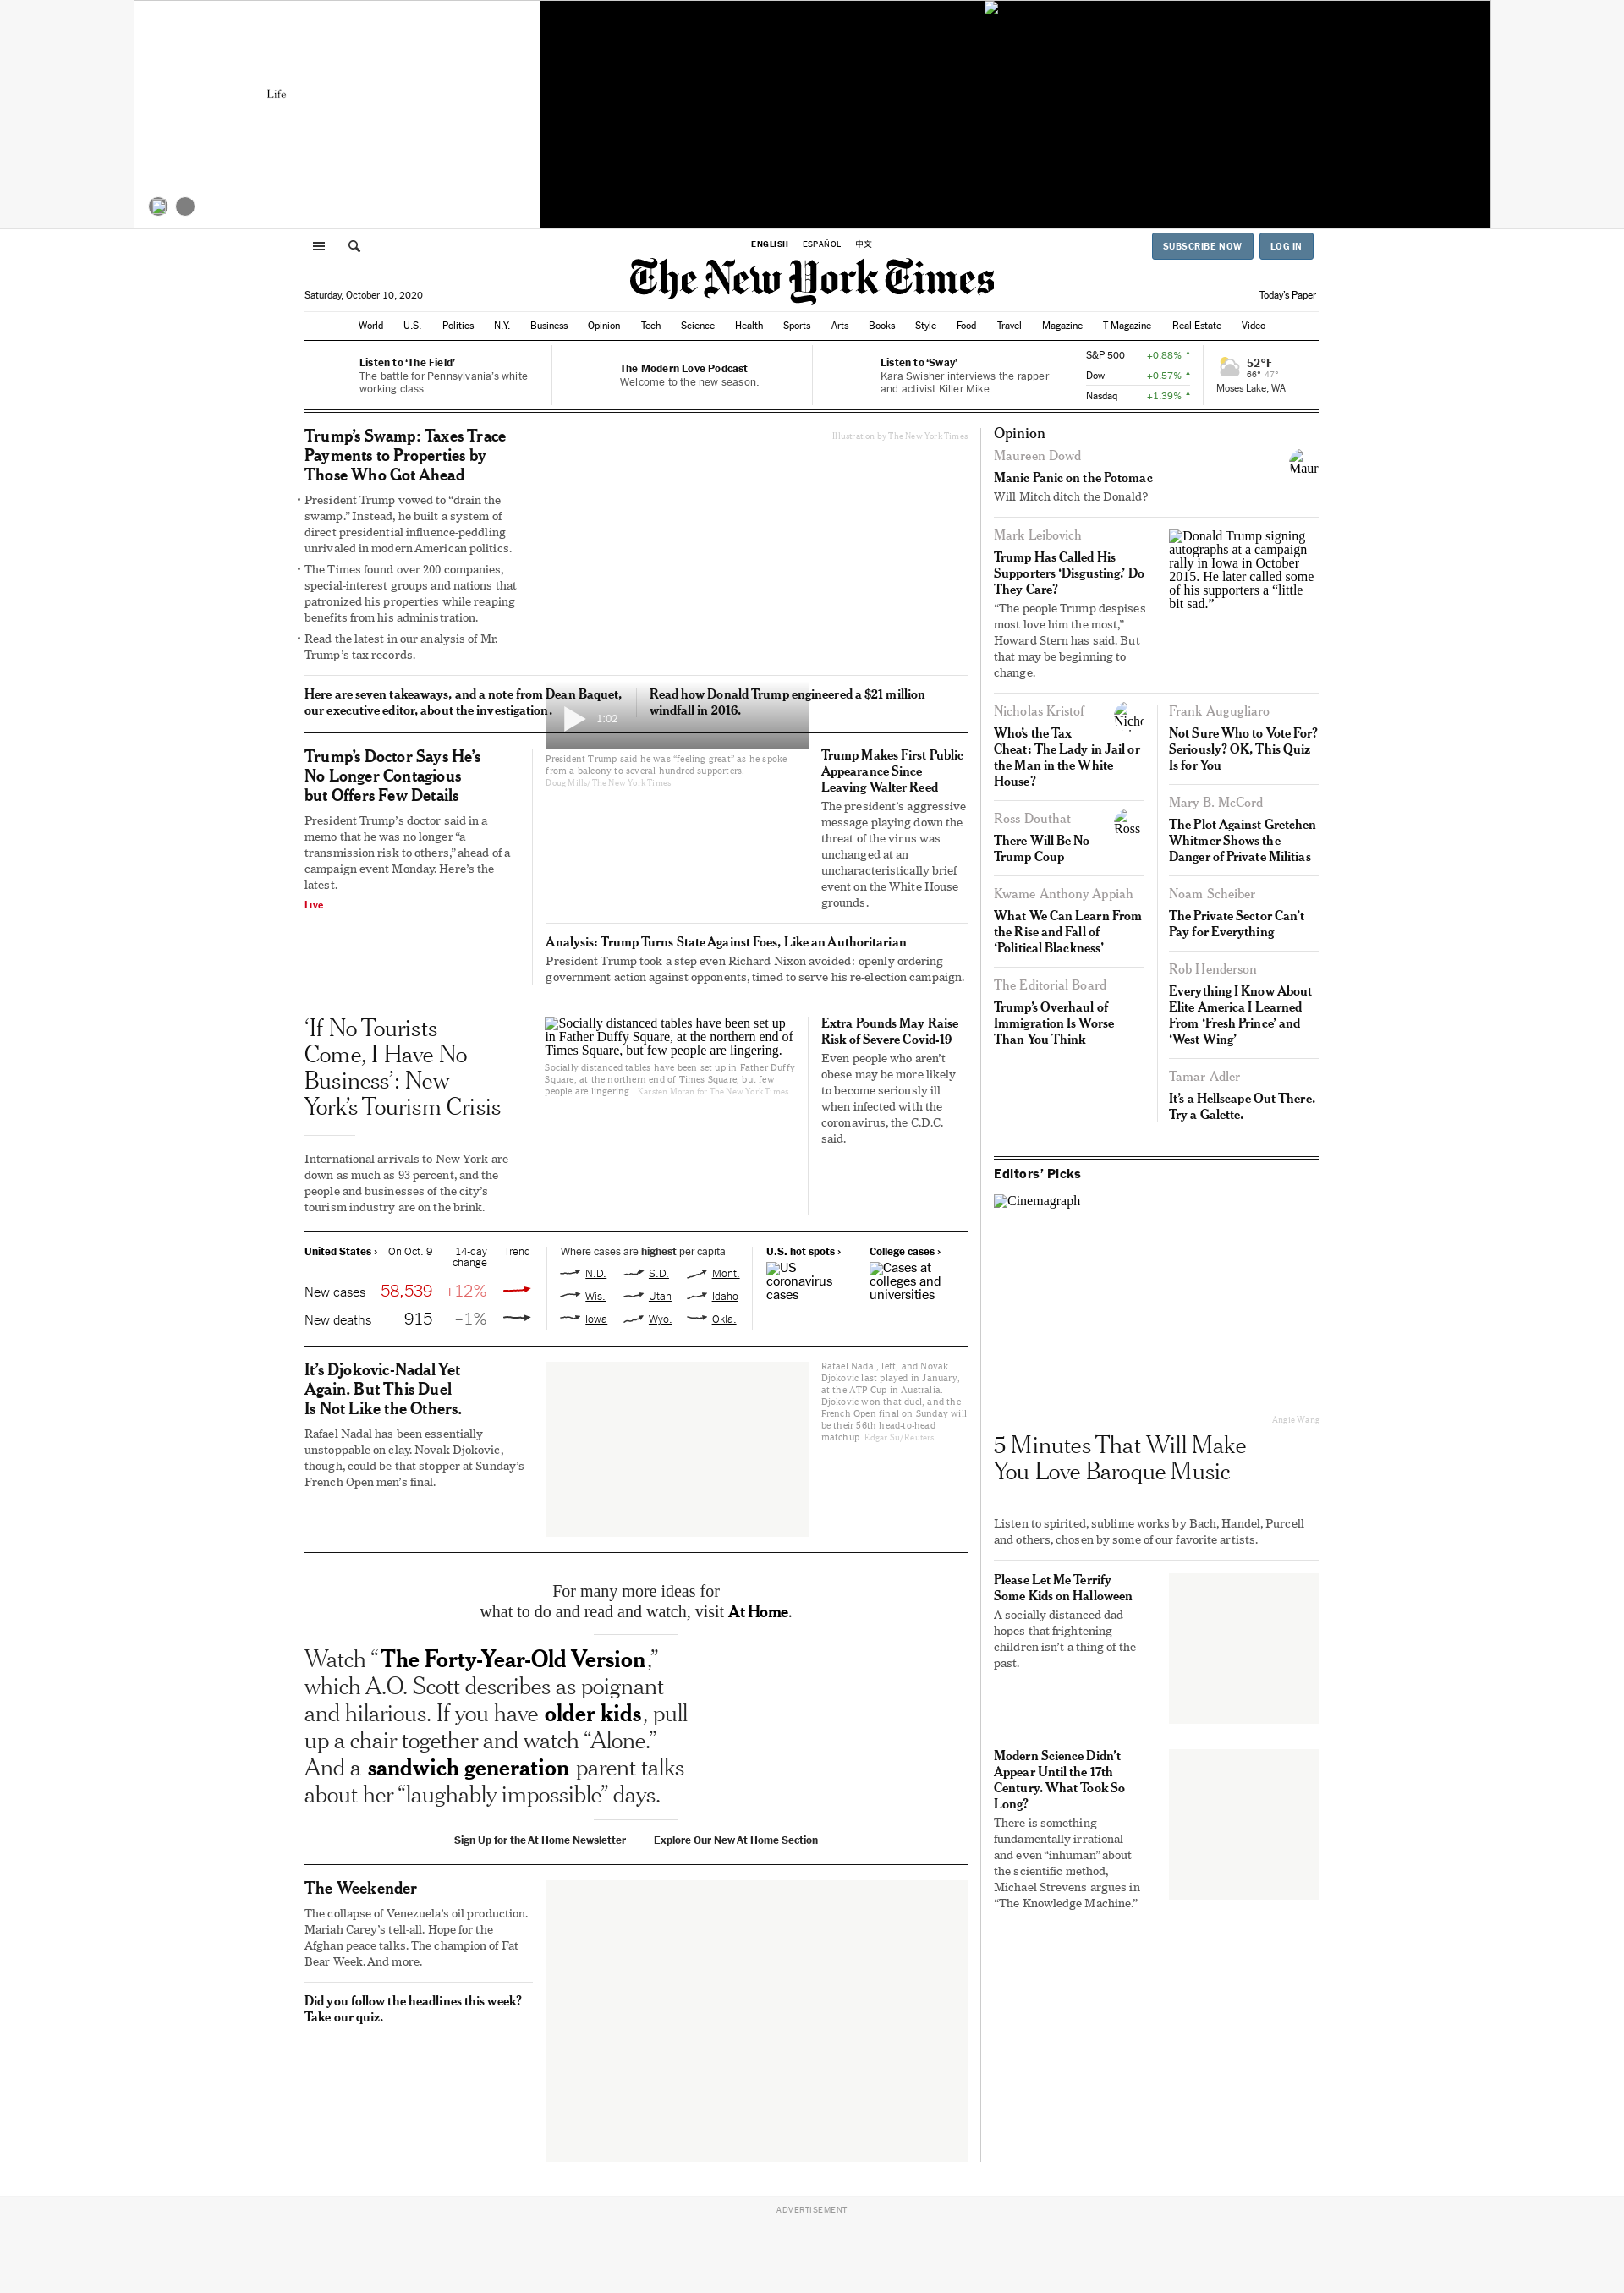 Life
ENGLISH ESPAÑOL 中文
SUBSCRIBE NOW LOG IN
The New York Times
Saturday, October 10, 2020
Today's Paper
World U.S. Politics N.Y. Business Opinion Tech Science Health Sports Arts Books Style Food Travel Magazine T Magazine Real Estate Video
Listen to ‘The Field’
The battle for Pennsylvania’s white
working class.
The Modern Love Podcast
Welcome to the new season.
Listen to ‘Sway’
Kara Swisher interviews the rapper
and activist Killer Mike.
S&P 500 +0.88% ↑
Dow +0.57% ↑
Nasdaq +1.39% ↑
52°F
66° 47°
Moses Lake, WA
Trump’s Swamp: Taxes Trace
Payments to Properties by
Those Who Got Ahead
• President Trump vowed to “drain the
swamp.” Instead, he built a system of
direct presidential influence-peddling
unrivaled in modern American politics.
• The Times found over 200 companies,
special-interest groups and nations that
patronized his properties while reaping
benefits from his administration.
• Read the latest in our analysis of Mr.
Trump’s tax records.
Illustration by The New York Times
Here are seven takeaways, and a note from Dean Baquet,
our executive editor, about the investigation.
Read how Donald Trump engineered a $21 million
windfall in 2016.
1:02
Trump’s Doctor Says He’s
No Longer Contagious
but Offers Few Details
President Trump’s doctor said in a
memo that he was no longer “a
transmission risk to others,” ahead of a
campaign event Monday. Here’s the
latest.
Live
President Trump said he was “feeling great” as he spoke
from a balcony to several hundred supporters.
Doug Mills/The New York Times
Trump Makes First Public
Appearance Since
Leaving Walter Reed
The president’s aggressive
message playing down the
threat of the virus was
unchanged at an
uncharacteristically brief
event on the White House
grounds.
Analysis: Trump Turns State Against Foes, Like an Authoritarian
President Trump took a step even Richard Nixon avoided: openly ordering
government action against opponents, timed to serve his re-election campaign.
‘If No Tourists
Come, I Have No
Business’: New
York’s Tourism Crisis
International arrivals to New York are
down as much as 93 percent, and the
people and businesses of the city’s
tourism industry are on the brink.
Socially distanced tables have been set up
in Father Duffy Square, at the northern end of
Times Square, but few people are lingering.
Socially distanced tables have been set up in Father Duffy
Square, at the northern end of Times Square, but few
people are lingering. Karsten Moran for The New York Times
Extra Pounds May Raise
Risk of Severe Covid-19
Even people who aren’t
obese may be more likely
to become seriously ill
when infected with the
coronavirus, the C.D.C.
said.
United States › On Oct. 9 14-day
change Trend
New cases 58,539 +12%
New deaths 915 –1%
Where cases are highest per capita
N.D. S.D. Mont.
Wis. Utah Idaho
Iowa Wyo. Okla.
U.S. hot spots ›
US
coronavirus
cases
College cases ›
Cases at
colleges and
universities
It’s Djokovic-Nadal Yet
Again. But This Duel
Is Not Like the Others.
Rafael Nadal has been essentially
unstoppable on clay. Novak Djokovic,
though, could be that stopper at Sunday’s
French Open men’s final.
Rafael Nadal, left, and Novak
Djokovic last played in January,
at the ATP Cup in Australia.
Djokovic won that duel, and the
French Open final on Sunday will
be their 56th head-to-head
matchup. Edgar Su/Reuters
For many more ideas for
what to do and read and watch, visit At Home.
Watch “The Forty-Year-Old Version,”
which A.O. Scott describes as poignant
and hilarious. If you have older kids, pull
up a chair together and watch “Alone.”
And a sandwich generation parent talks
about her “laughably impossible” days.
Sign Up for the At Home Newsletter Explore Our New At Home Section
The Weekender
The collapse of Venezuela’s oil production.
Mariah Carey’s tell-all. Hope for the
Afghan peace talks. The champion of Fat
Bear Week. And more.
Did you follow the headlines this week?
Take our quiz.
Opinion
Maureen Dowd
Manic Panic on the Potomac
Will Mitch ditch the Donald?
Maur
Mark Leibovich
Trump Has Called His
Supporters ‘Disgusting.’ Do
They Care?
“The people Trump despises
most love him the most,”
Howard Stern has said. But
that may be beginning to
change.
Donald Trump signing
autographs at a campaign
rally in Iowa in October
2015. He later called some
of his supporters a “little
bit sad.”
Nicholas Kristof
Who’s the Tax
Cheat: The Lady in Jail or
the Man in the White
House?
Nicho
Ross Douthat
There Will Be No
Trump Coup
Ross
Kwame Anthony Appiah
What We Can Learn From
the Rise and Fall of
‘Political Blackness’
The Editorial Board
Trump’s Overhaul of
Immigration Is Worse
Than You Think
Frank Augugliaro
Not Sure Who to Vote For?
Seriously? OK, This Quiz
Is for You
Mary B. McCord
The Plot Against Gretchen
Whitmer Shows the
Danger of Private Militias
Noam Scheiber
The Private Sector Can’t
Pay for Everything
Rob Henderson
Everything I Know About
Elite America I Learned
From ‘Fresh Prince’ and
‘West Wing’
Tamar Adler
It’s a Hellscape Out There.
Try a Galette.
Editors’ Picks
Cinemagraph
Angie Wang
5 Minutes That Will Make
You Love Baroque Music
Listen to spirited, sublime works by Bach, Handel, Purcell
and others, chosen by some of our favorite artists.
Please Let Me Terrify
Some Kids on Halloween
A socially distanced dad
hopes that frightening
children isn’t a thing of the
past.
Modern Science Didn’t
Appear Until the 17th
Century. What Took So
Long?
There is something
fundamentally irrational
and even “inhuman” about
the scientific method,
Michael Strevens argues in
“The Knowledge Machine.”
ADVERTISEMENT